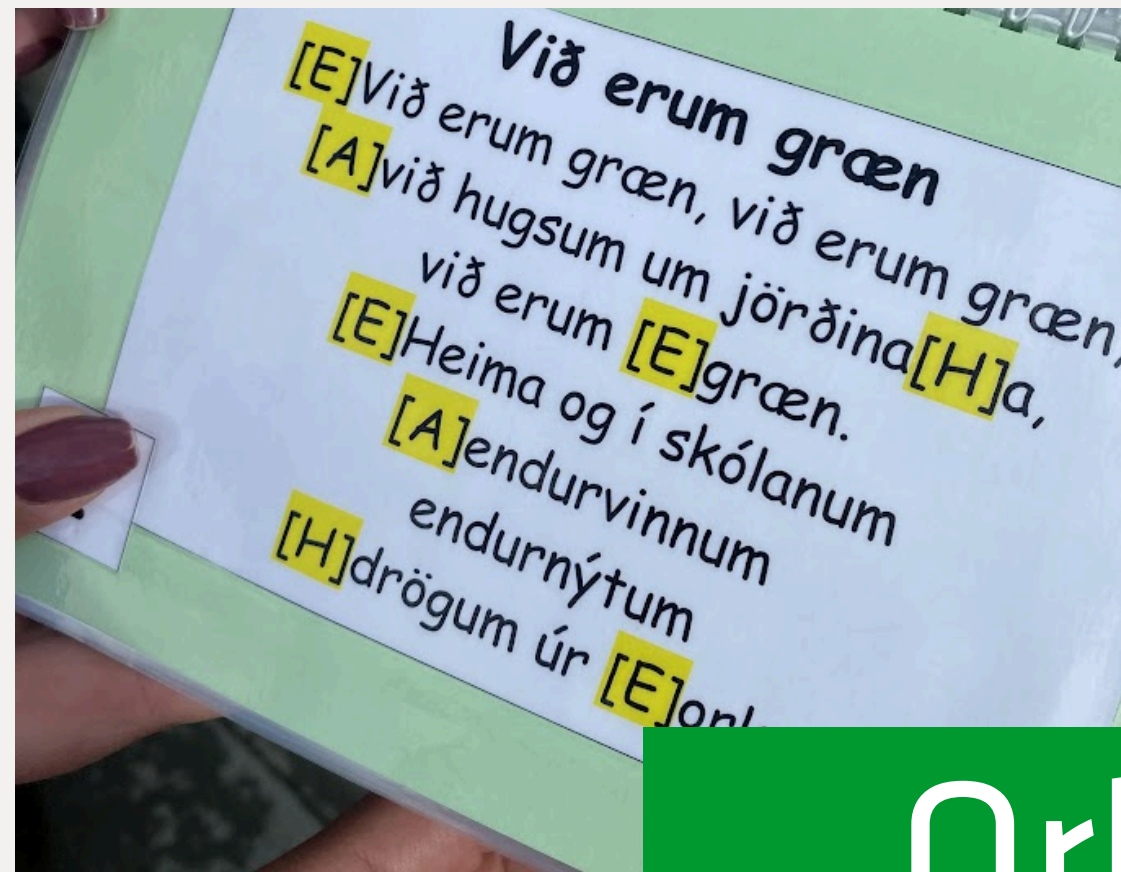 Við erum græn
[E]Við erum græn, við erum græn,
[A]við hugsum um jörðina[H]a,
við erum [E]græn.
[E]Heima og í skólanum
[A]endurvinnum
endurnýtum
[H]drögum úr